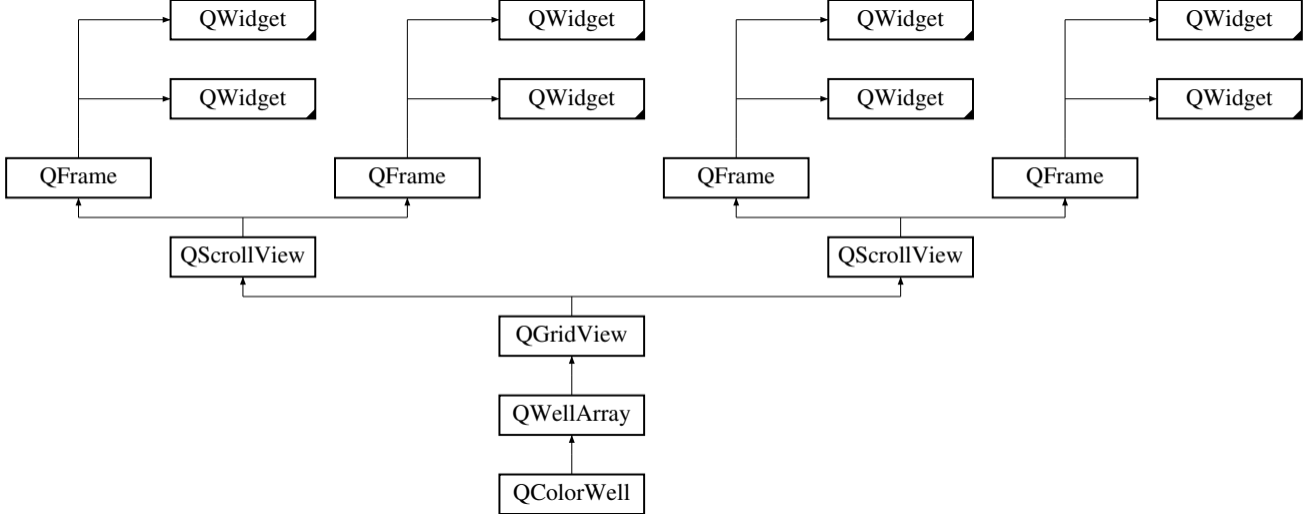 QWidget QWidget QWidget QWidget
QWidget QWidget QWidget QWidget
QFrame QFrame QFrame QFrame
QScrollView QScrollView
QGridView
QWellArray
QColorWell